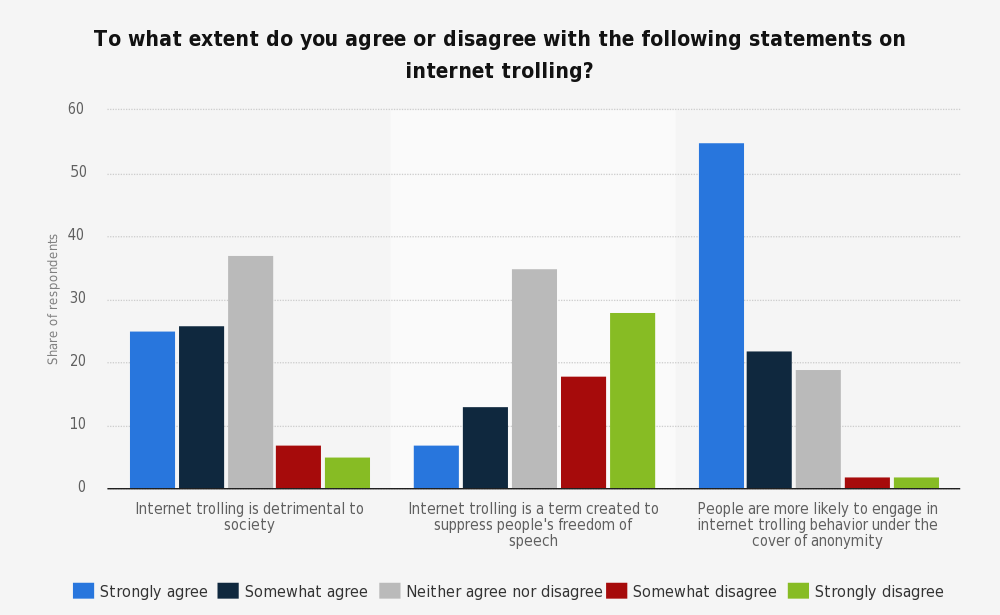 To what extent do you agree or disagree with the following statements on
internet trolling?
60
50
40
30
20
10
0
Share of respondents
Internet trolling is detrimental to
society
Internet trolling is a term created to
suppress people's freedom of
speech
People are more likely to engage in
internet trolling behavior under the
cover of anonymity
Strongly agree
Somewhat agree
Neither agree nor disagree
Somewhat disagree
Strongly disagree